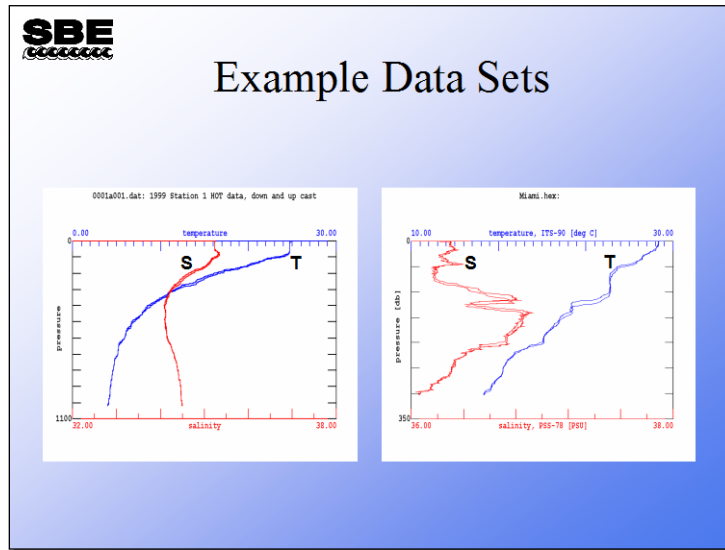 SBE
Example Data Sets
0001a001.dat: 1999 Station 1 HOT data, down and up cast
0.00 temperature 30.00
0
S T
pressure
1100
32.00 salinity 38.00
Miami.hex:
10.00 temperature, ITS-90 [deg C] 30.00
0
S T
pressure [db]
350
36.00 salinity, PSS-78 [PSU] 38.00